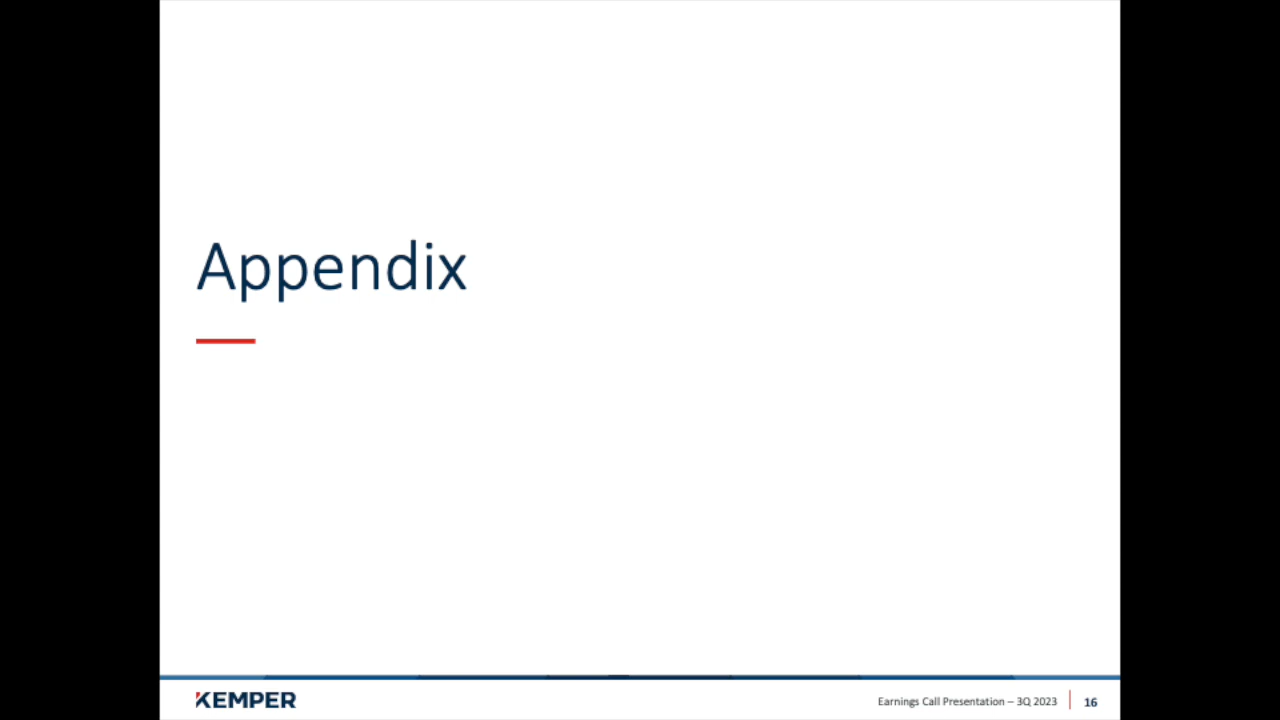 Appendix
KEMPER
Earnings Call Presentation – 3Q 2023
16